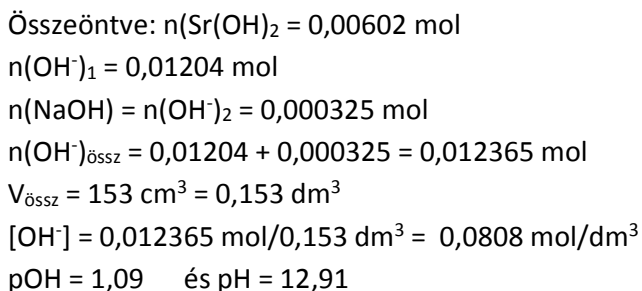 Összeöntve: n(Sr(OH)₂ = 0,00602 mol
n(OH⁻)₁ = 0,01204 mol
n(NaOH) = n(OH⁻)₂ = 0,000325 mol
n(OH⁻)össz = 0,01204 + 0,000325 = 0,012365 mol
Vössz = 153 cm³ = 0,153 dm³
[OH⁻] = 0,012365 mol/0,153 dm³ = 0,0808 mol/dm³
pOH = 1,09 és pH = 12,91